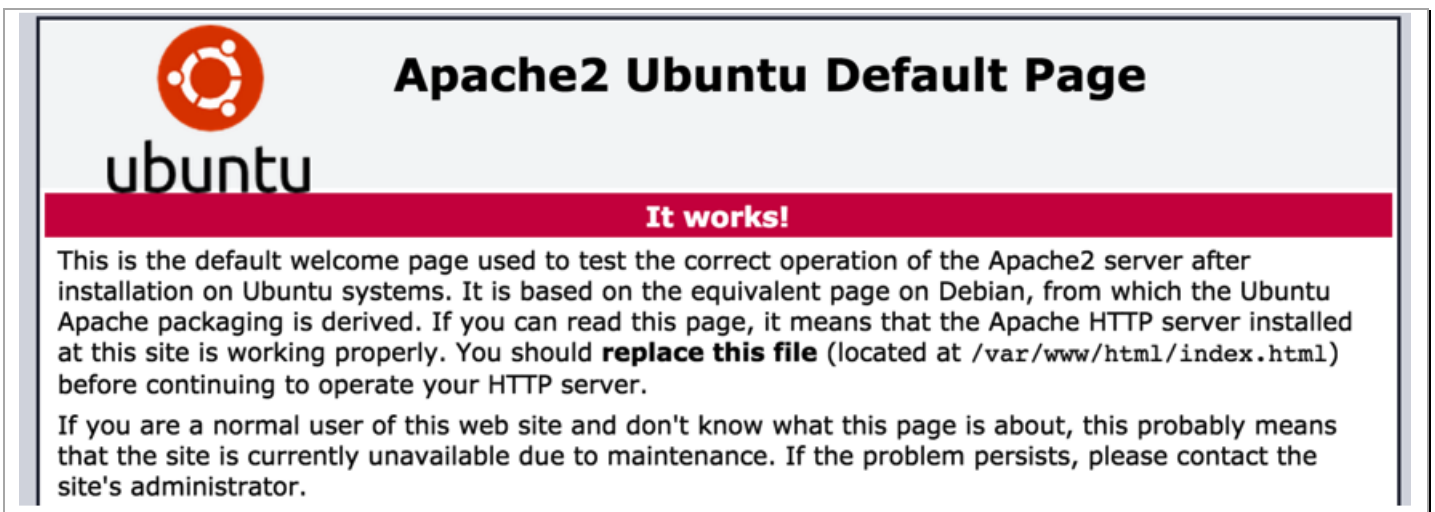 Apache2 Ubuntu Default Page
ubuntu
It works!
This is the default welcome page used to test the correct operation of the Apache2 server after
installation on Ubuntu systems. It is based on the equivalent page on Debian, from which the Ubuntu
Apache packaging is derived. If you can read this page, it means that the Apache HTTP server installed
at this site is working properly. You should replace this file (located at /var/www/html/index.html)
before continuing to operate your HTTP server.
If you are a normal user of this web site and don't know what this page is about, this probably means
that the site is currently unavailable due to maintenance. If the problem persists, please contact the
site's administrator.